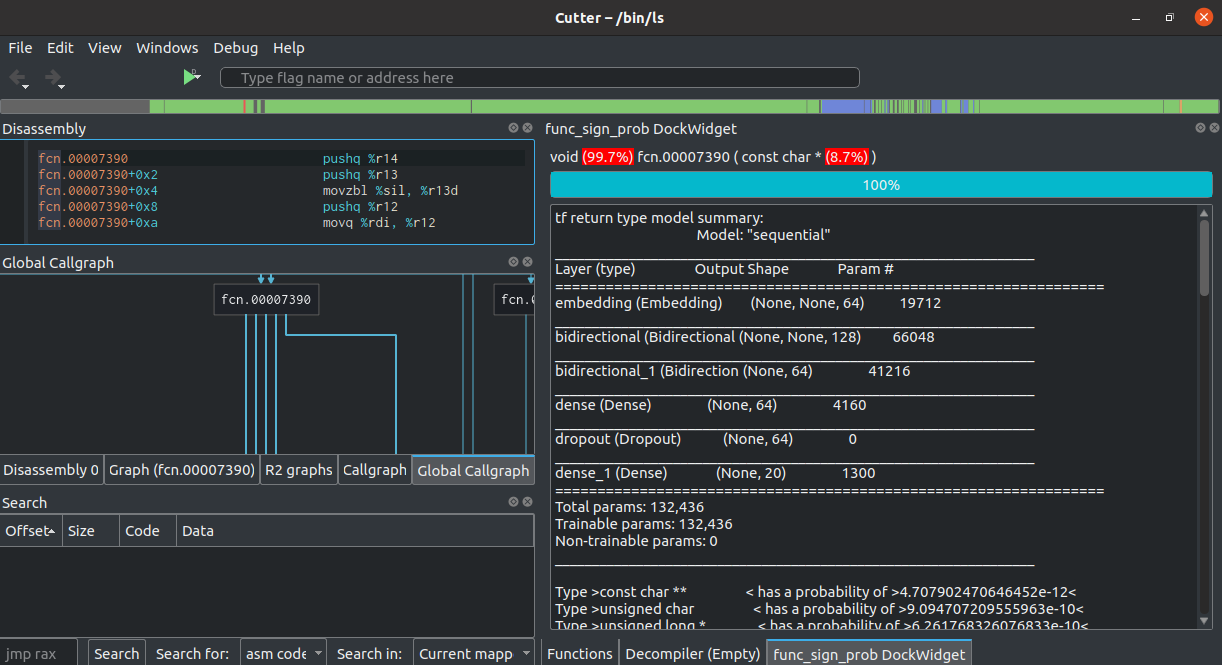 Cutter – /bin/ls
File Edit View Windows Debug Help
Type flag name or address here
Disassembly
fcn.00007390 pushq %r14
fcn.00007390+0x2 pushq %r13
fcn.00007390+0x4 movzbl %sil, %r13d
fcn.00007390+0x8 pushq %r12
fcn.00007390+0xa movq %rdi, %r12
Global Callgraph
fcn.00007390
Disassembly 0 Graph (fcn.00007390) R2 graphs Callgraph Global Callgraph
Search
Offset Size Code Data
jmp rax Search Search for: asm code Search in: Current mapp
func_sign_prob DockWidget
void (99.7%) fcn.00007390 ( const char * (8.7%) )
100%
tf return type model summary:
Model: "sequential"
_________________________________________________________________
Layer (type) Output Shape Param #
=================================================================
embedding (Embedding) (None, None, 64) 19712
_________________________________________________________________
bidirectional (Bidirectional (None, None, 128) 66048
_________________________________________________________________
bidirectional_1 (Bidirection (None, 64) 41216
_________________________________________________________________
dense (Dense) (None, 64) 4160
_________________________________________________________________
dropout (Dropout) (None, 64) 0
_________________________________________________________________
dense_1 (Dense) (None, 20) 1300
=================================================================
Total params: 132,436
Trainable params: 132,436
Non-trainable params: 0
_________________________________________________________________
Type >const char ** < has a probability of >4.707902470646452e-12<
Type >unsigned char < has a probability of >9.094707209555963e-10<
Type >unsigned long * < has a probability of >6.261768326076833e-10<
Functions Decompiler (Empty) func_sign_prob DockWidget